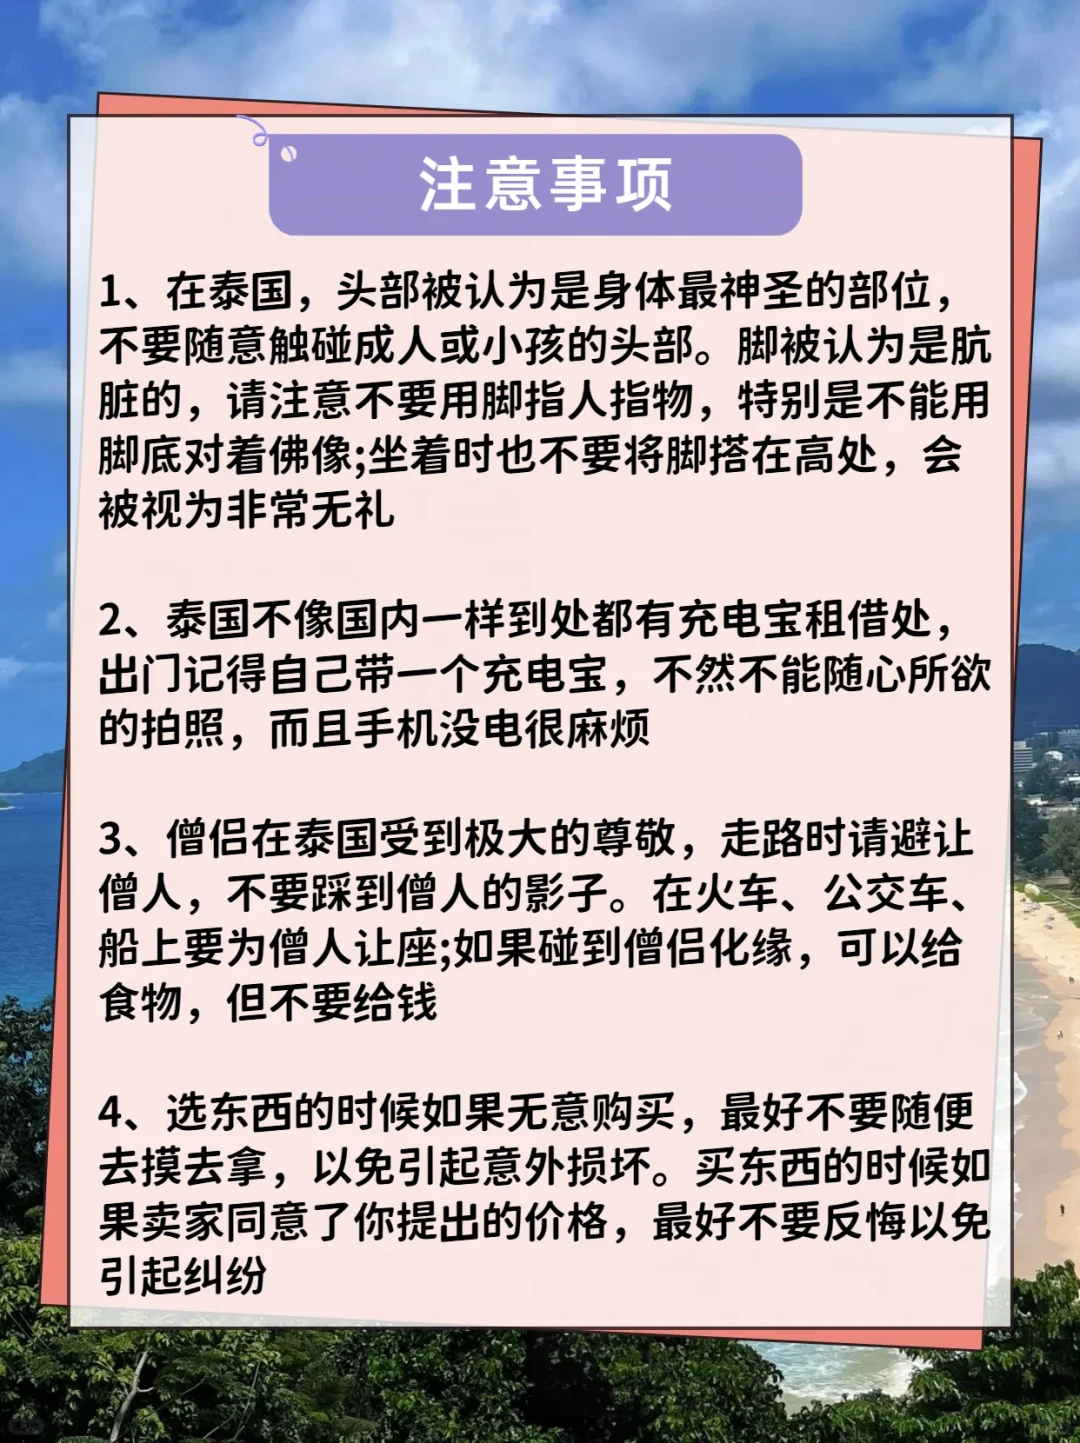 注意事项
1、在泰国，头部被认为是身体最神圣的部位，
不要随意触碰成人或小孩的头部。脚被认为是肮
脏的，请注意不要用脚指人指物，特别是不能用
脚底对着佛像;坐着时也不要将脚搭在高处，会
被视为非常无礼
2、泰国不像国内一样到处都有充电宝租借处，
出门记得自己带一个充电宝，不然不能随心所欲
的拍照，而且手机没电很麻烦
3、僧侣在泰国受到极大的尊敬，走路时请避让
僧人，不要踩到僧人的影子。在火车、公交车、
船上要为僧人让座;如果碰到僧侣化缘，可以给
食物，但不要给钱
4、选东西的时候如果无意购买，最好不要随便
去摸去拿，以免引起意外损坏。买东西的时候如
果卖家同意了你提出的价格，最好不要反悔以免
引起纠纷